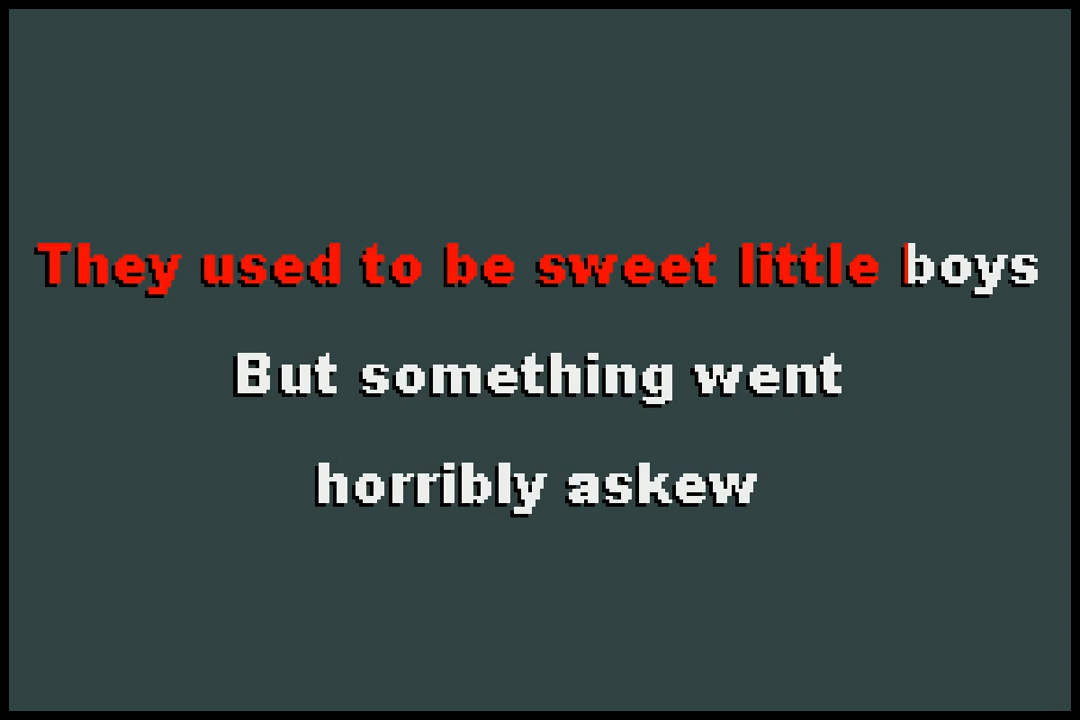 They used to be sweet little boys
But something went
horribly askew